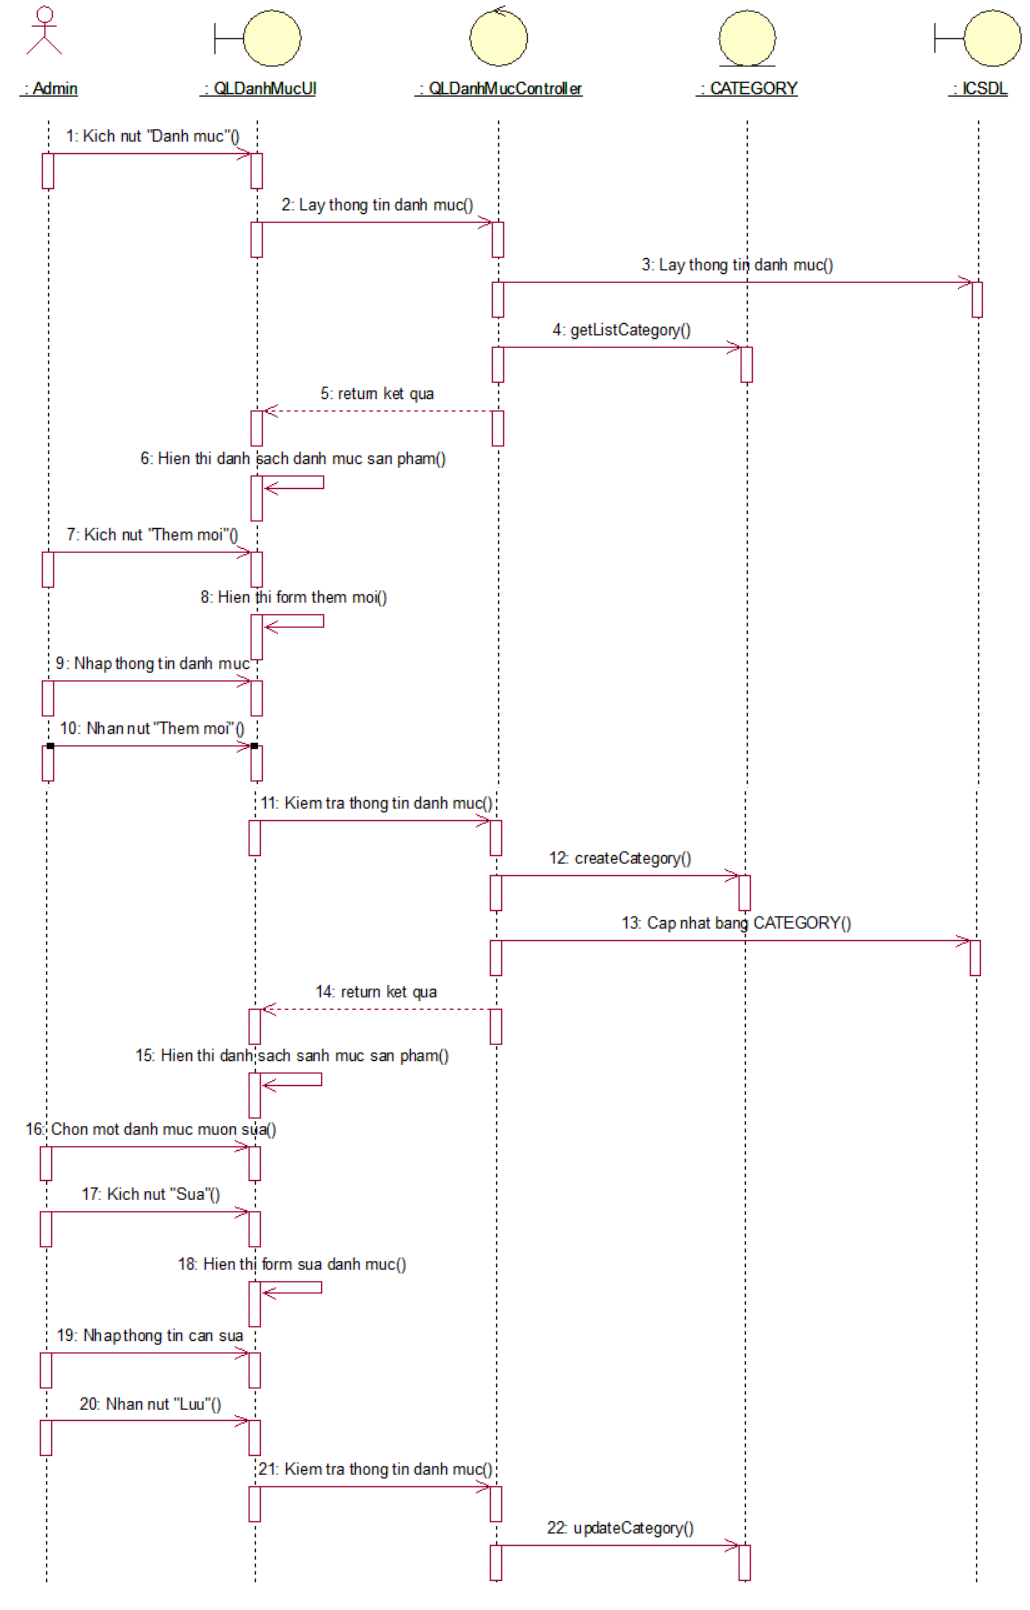 : Admin
: QLDanhMucUI
: QLDanhMucController
: CATEGORY
: ICSDL
1: Kich nut "Danh muc"()
2: Lay thong tin danh muc()
3: Lay thong tin danh muc()
4: getListCategory()
5: return ket qua
6: Hien thi danh sach danh muc san pham()
7: Kich nut "Them moi"()
8: Hien thi form them moi()
9: Nhap thong tin danh muc
10: Nhan nut "Them moi"()
11: Kiem tra thong tin danh muc()
12: createCategory()
13: Cap nhat bang CATEGORY()
14: return ket qua
15: Hien thi danh sach sanh muc san pham()
16: Chon mot danh muc muon sua()
17: Kich nut "Sua"()
18: Hien thi form sua danh muc()
19: Nhap thong tin can sua
20: Nhan nut "Luu"()
21: Kiem tra thong tin danh muc()
22: updateCategory()